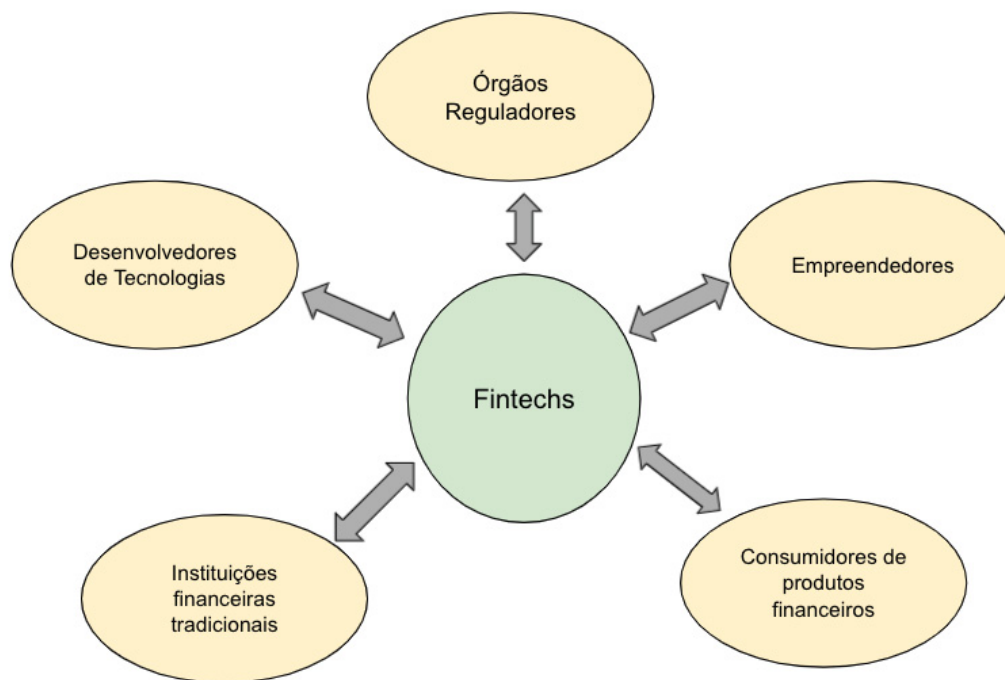 Órgãos
Reguladores
Desenvolvedores
de Tecnologias
Empreendedores
Fintechs
Instituições
financeiras
tradicionais
Consumidores de
produtos
financeiros